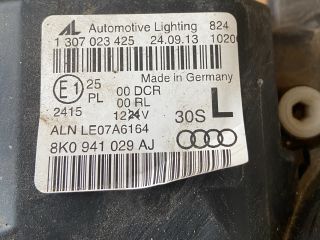 AL Automotive Lighting 824
1 307 023 425 24.09.13 1020
Made in Germany
E1 25 00 DCR
PL 00 RL
2415 12V
30S L
ALN LE07A6164
8K0 941 029 AJ